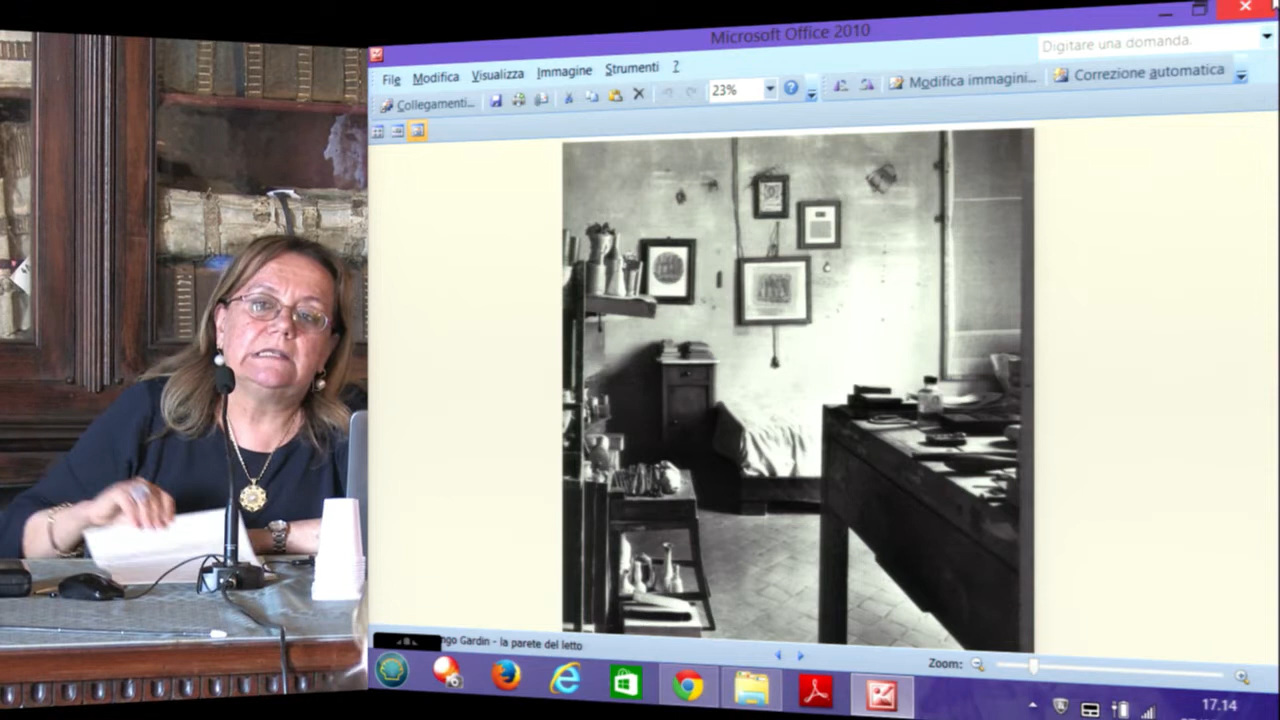 Microsoft Office 2010
Digitare una domanda.
File Modifica Visualizza Immagine Strumenti ?
Collegamenti... 23% Modifica immagini... Correzione automatica
ngo Gardin - la parete del letto
Zoom:
17.14